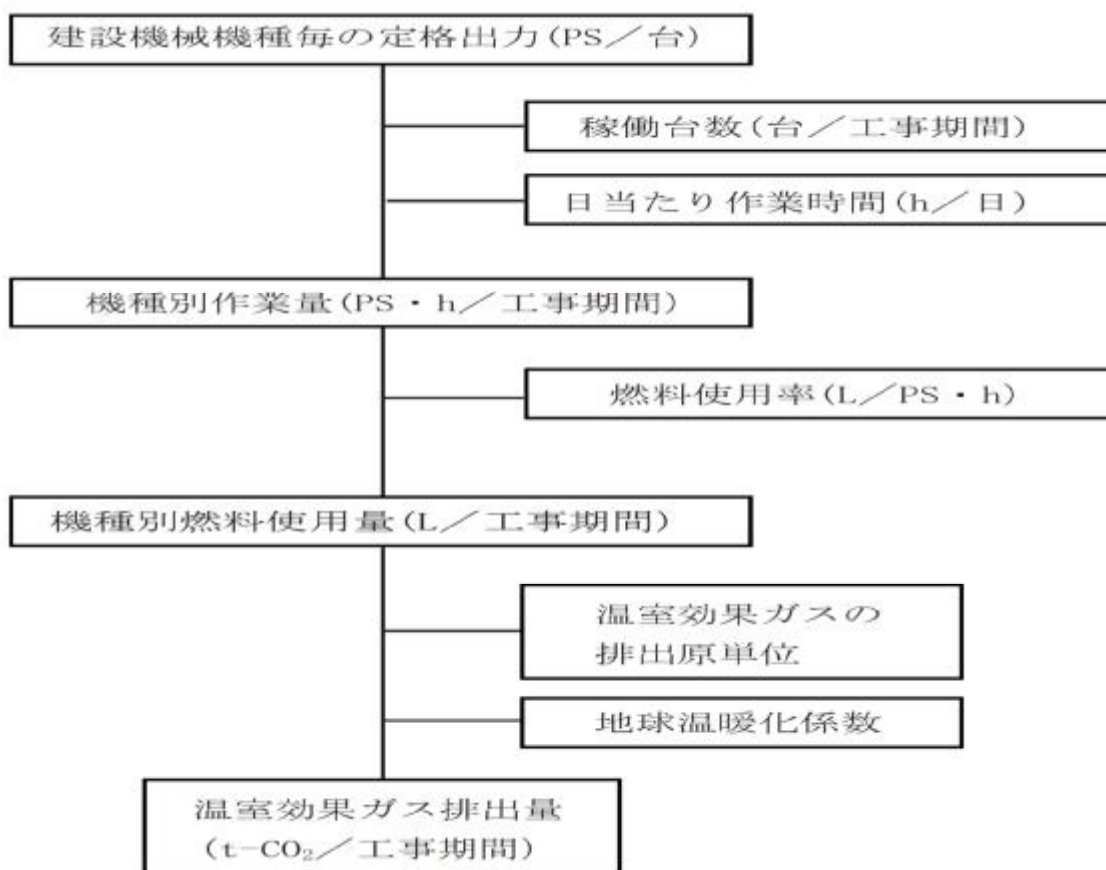 建設機械機種毎の定格出力(PS／台)
稼働台数(台／工事期間)
日当たり作業時間(h／日)
機種別作業量(PS・h／工事期間)
燃料使用率(L／PS・h)
機種別燃料使用量(L／工事期間)
温室効果ガスの
排出原単位
地球温暖化係数
温室効果ガス排出量
(t-CO₂／工事期間)